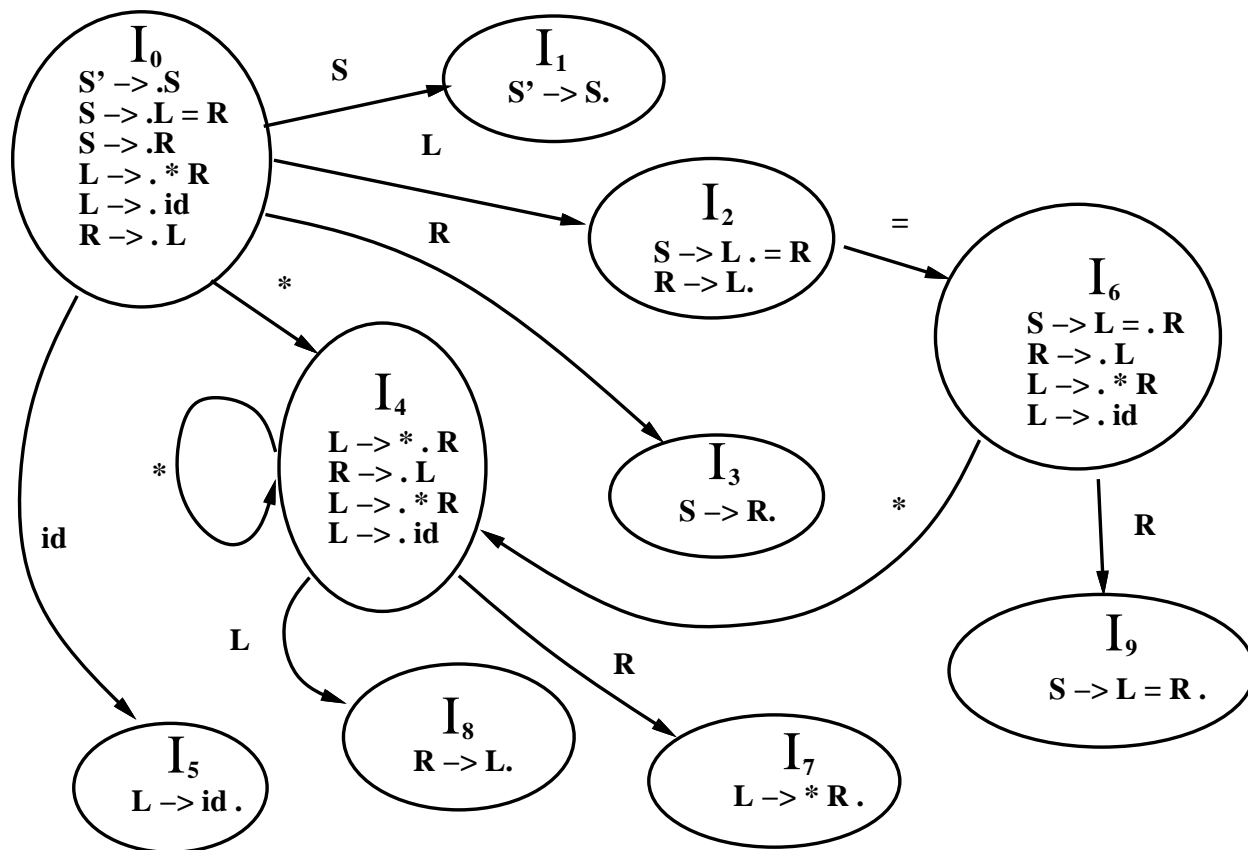 I₀
S’ –> .S
S –> .L = R
S –> .R
L –> . * R
L –> . id
R –> . L
S
I₁
S’ –> S.
L
R
I₂
S –> L . = R
R –> L.
=
I₆
S –> L = . R
R –> . L
L –> . * R
L –> . id
*
I₄
L –> * . R
R –> . L
L –> . * R
L –> . id
*
I₃
S –> R.
*
R
id
L
R
I₉
S –> L = R .
I₈
R –> L.
I₇
L –> * R .
I₅
L –> id .